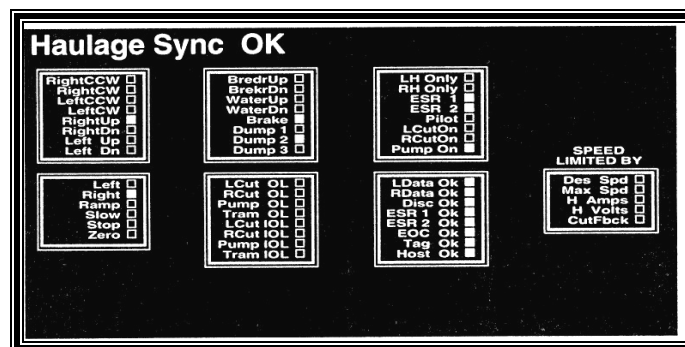 Haulage Sync OK
RightCCW
RightCW
LeftCCW
LeftCW
RightUp
RightDn
Left Up
Left Dn
BredrUp
BrekrDn
WaterUp
WaterDn
Brake
Dump 1
Dump 2
Dump 3
LH Only
RH Only
ESR 1
ESR 2
Pilot
LCutOn
RCutOn
Pump On
Left
Right
Ramp
Slow
Stop
Zero
LCut OL
RCut OL
Pump OL
Tram OL
LCut IOL
RCut IOL
Pump IOL
Tram IOL
LData Ok
RData Ok
Disc Ok
ESR 1 Ok
ESR 2 Ok
EOC Ok
Tag Ok
Host Ok
SPEED
LIMITED BY
Des Spd
Max Spd
H Amps
H Volts
CutFbck